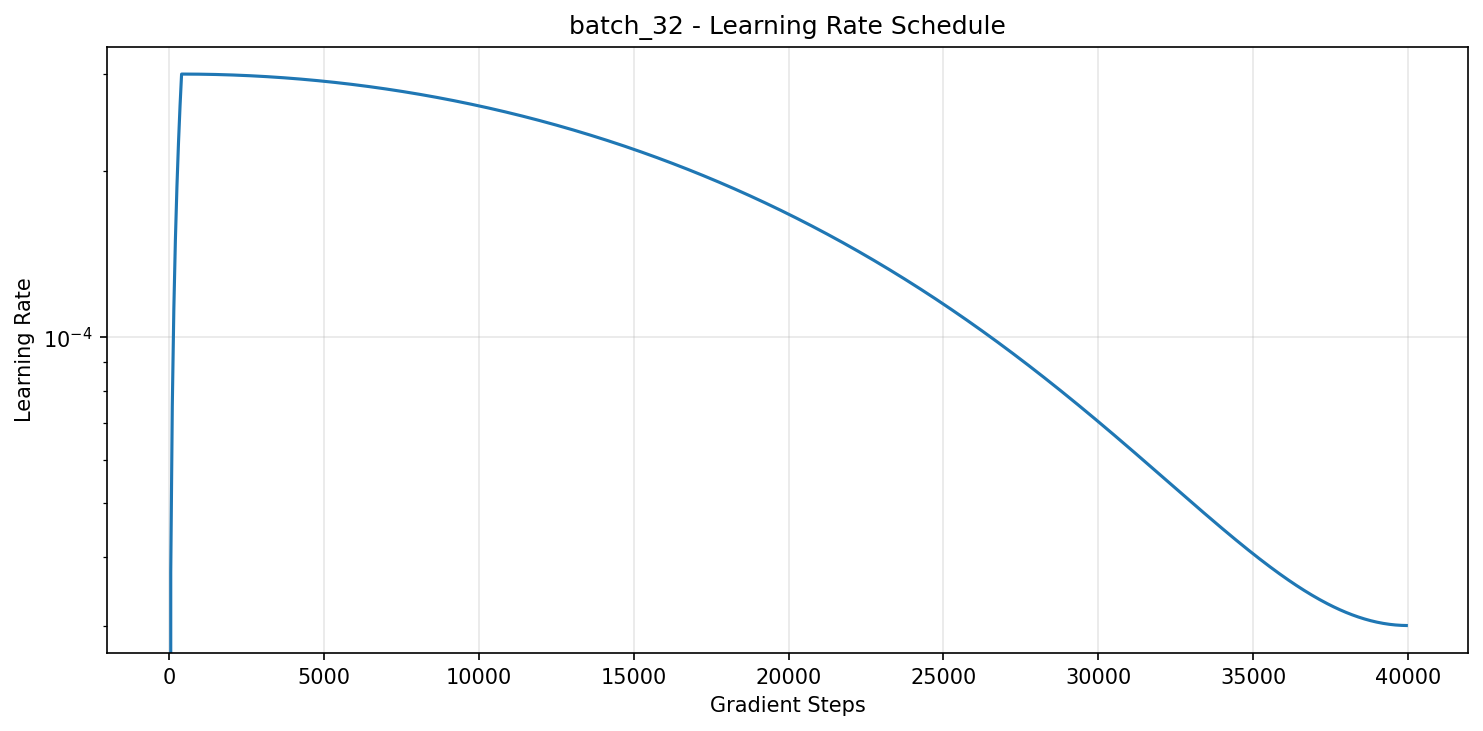 batch_32 - Learning Rate Schedule
Learning Rate
10⁻⁴
0 5000 10000 15000 20000 25000 30000 35000 40000
Gradient Steps